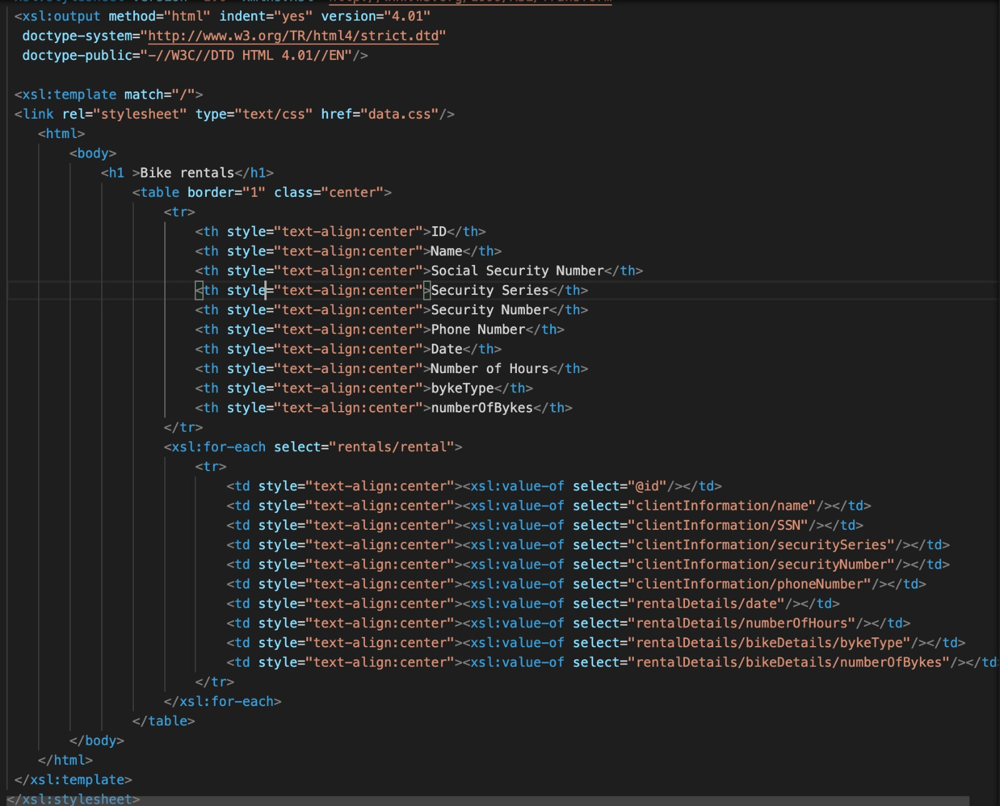 <xsl:output method="html" indent="yes" version="4.01"
doctype-system="http://www.w3.org/TR/html4/strict.dtd"
doctype-public="-//W3C//DTD HTML 4.01//EN"/>
<xsl:template match="/">
<link rel="stylesheet" type="text/css" href="data.css"/>
<html>
<body>
<h1 >Bike rentals</h1>
<table border="1" class="center">
<tr>
<th style="text-align:center">ID</th>
<th style="text-align:center">Name</th>
<th style="text-align:center">Social Security Number</th>
<th style="text-align:center">Security Series</th>
<th style="text-align:center">Security Number</th>
<th style="text-align:center">Phone Number</th>
<th style="text-align:center">Date</th>
<th style="text-align:center">Number of Hours</th>
<th style="text-align:center">bykeType</th>
<th style="text-align:center">numberOfBykes</th>
</tr>
<xsl:for-each select="rentals/rental">
<tr>
<td style="text-align:center"><xsl:value-of select="@id"/></td>
<td style="text-align:center"><xsl:value-of select="clientInformation/name"/></td>
<td style="text-align:center"><xsl:value-of select="clientInformation/SSN"/></td>
<td style="text-align:center"><xsl:value-of select="clientInformation/securitySeries"/></td>
<td style="text-align:center"><xsl:value-of select="clientInformation/securityNumber"/></td>
<td style="text-align:center"><xsl:value-of select="clientInformation/phoneNumber"/></td>
<td style="text-align:center"><xsl:value-of select="rentalDetails/date"/></td>
<td style="text-align:center"><xsl:value-of select="rentalDetails/numberOfHours"/></td>
<td style="text-align:center"><xsl:value-of select="rentalDetails/bikeDetails/bykeType"/></td>
<td style="text-align:center"><xsl:value-of select="rentalDetails/bikeDetails/numberOfBykes"/></td
</tr>
</xsl:for-each>
</table>
</body>
</html>
</xsl:template>
</xsl:stylesheet>